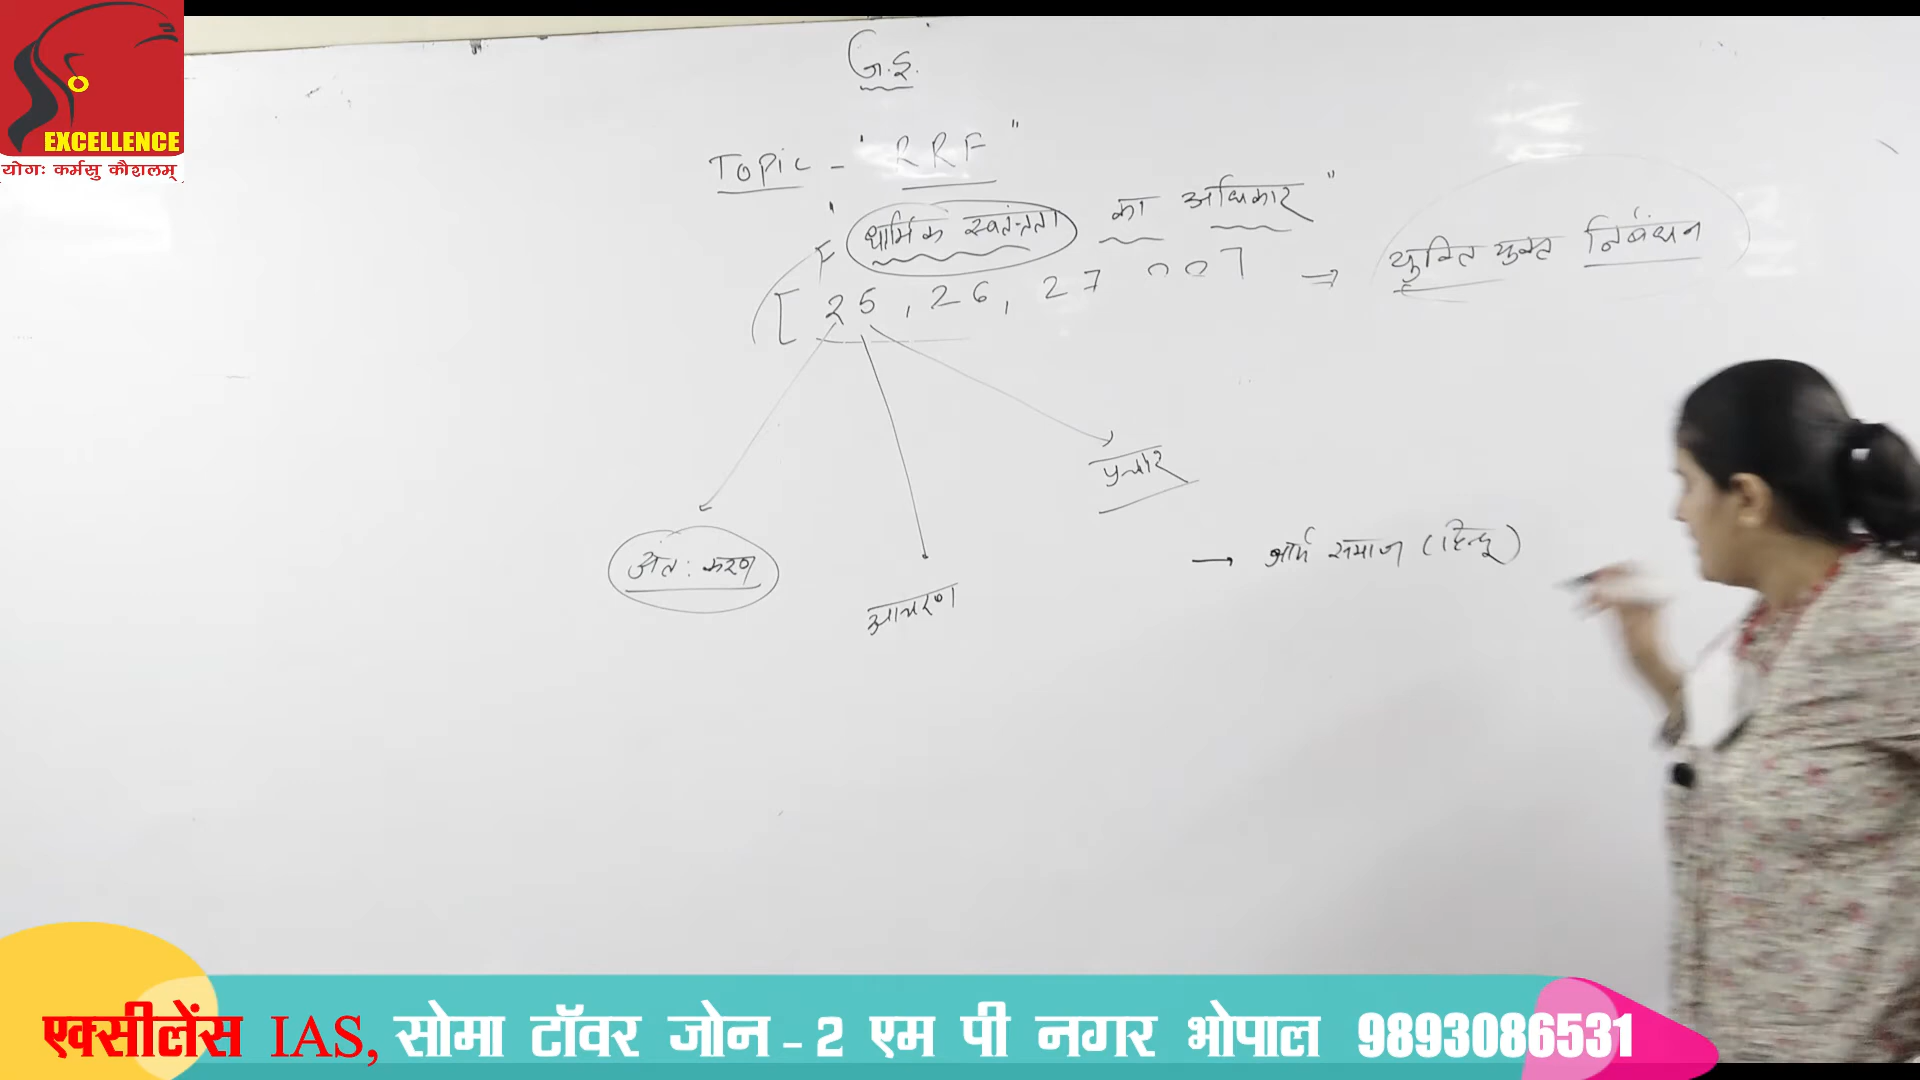 EXCELLENCE
योगः कर्मसु कौशलम्
G.S.
Topic - "RRF"
" धार्मिक स्वतंत्रता का अधिकार "
[ 25, 26, 27 ] → युक्ति युक्त निर्बंधन
प्रचार
अंत: करण
आचरण
→ आर्य समाज (हिन्दू)
एक्सीलेंस IAS, सोमा टॉवर जोन - 2 एम पी नगर भोपाल 9893086531